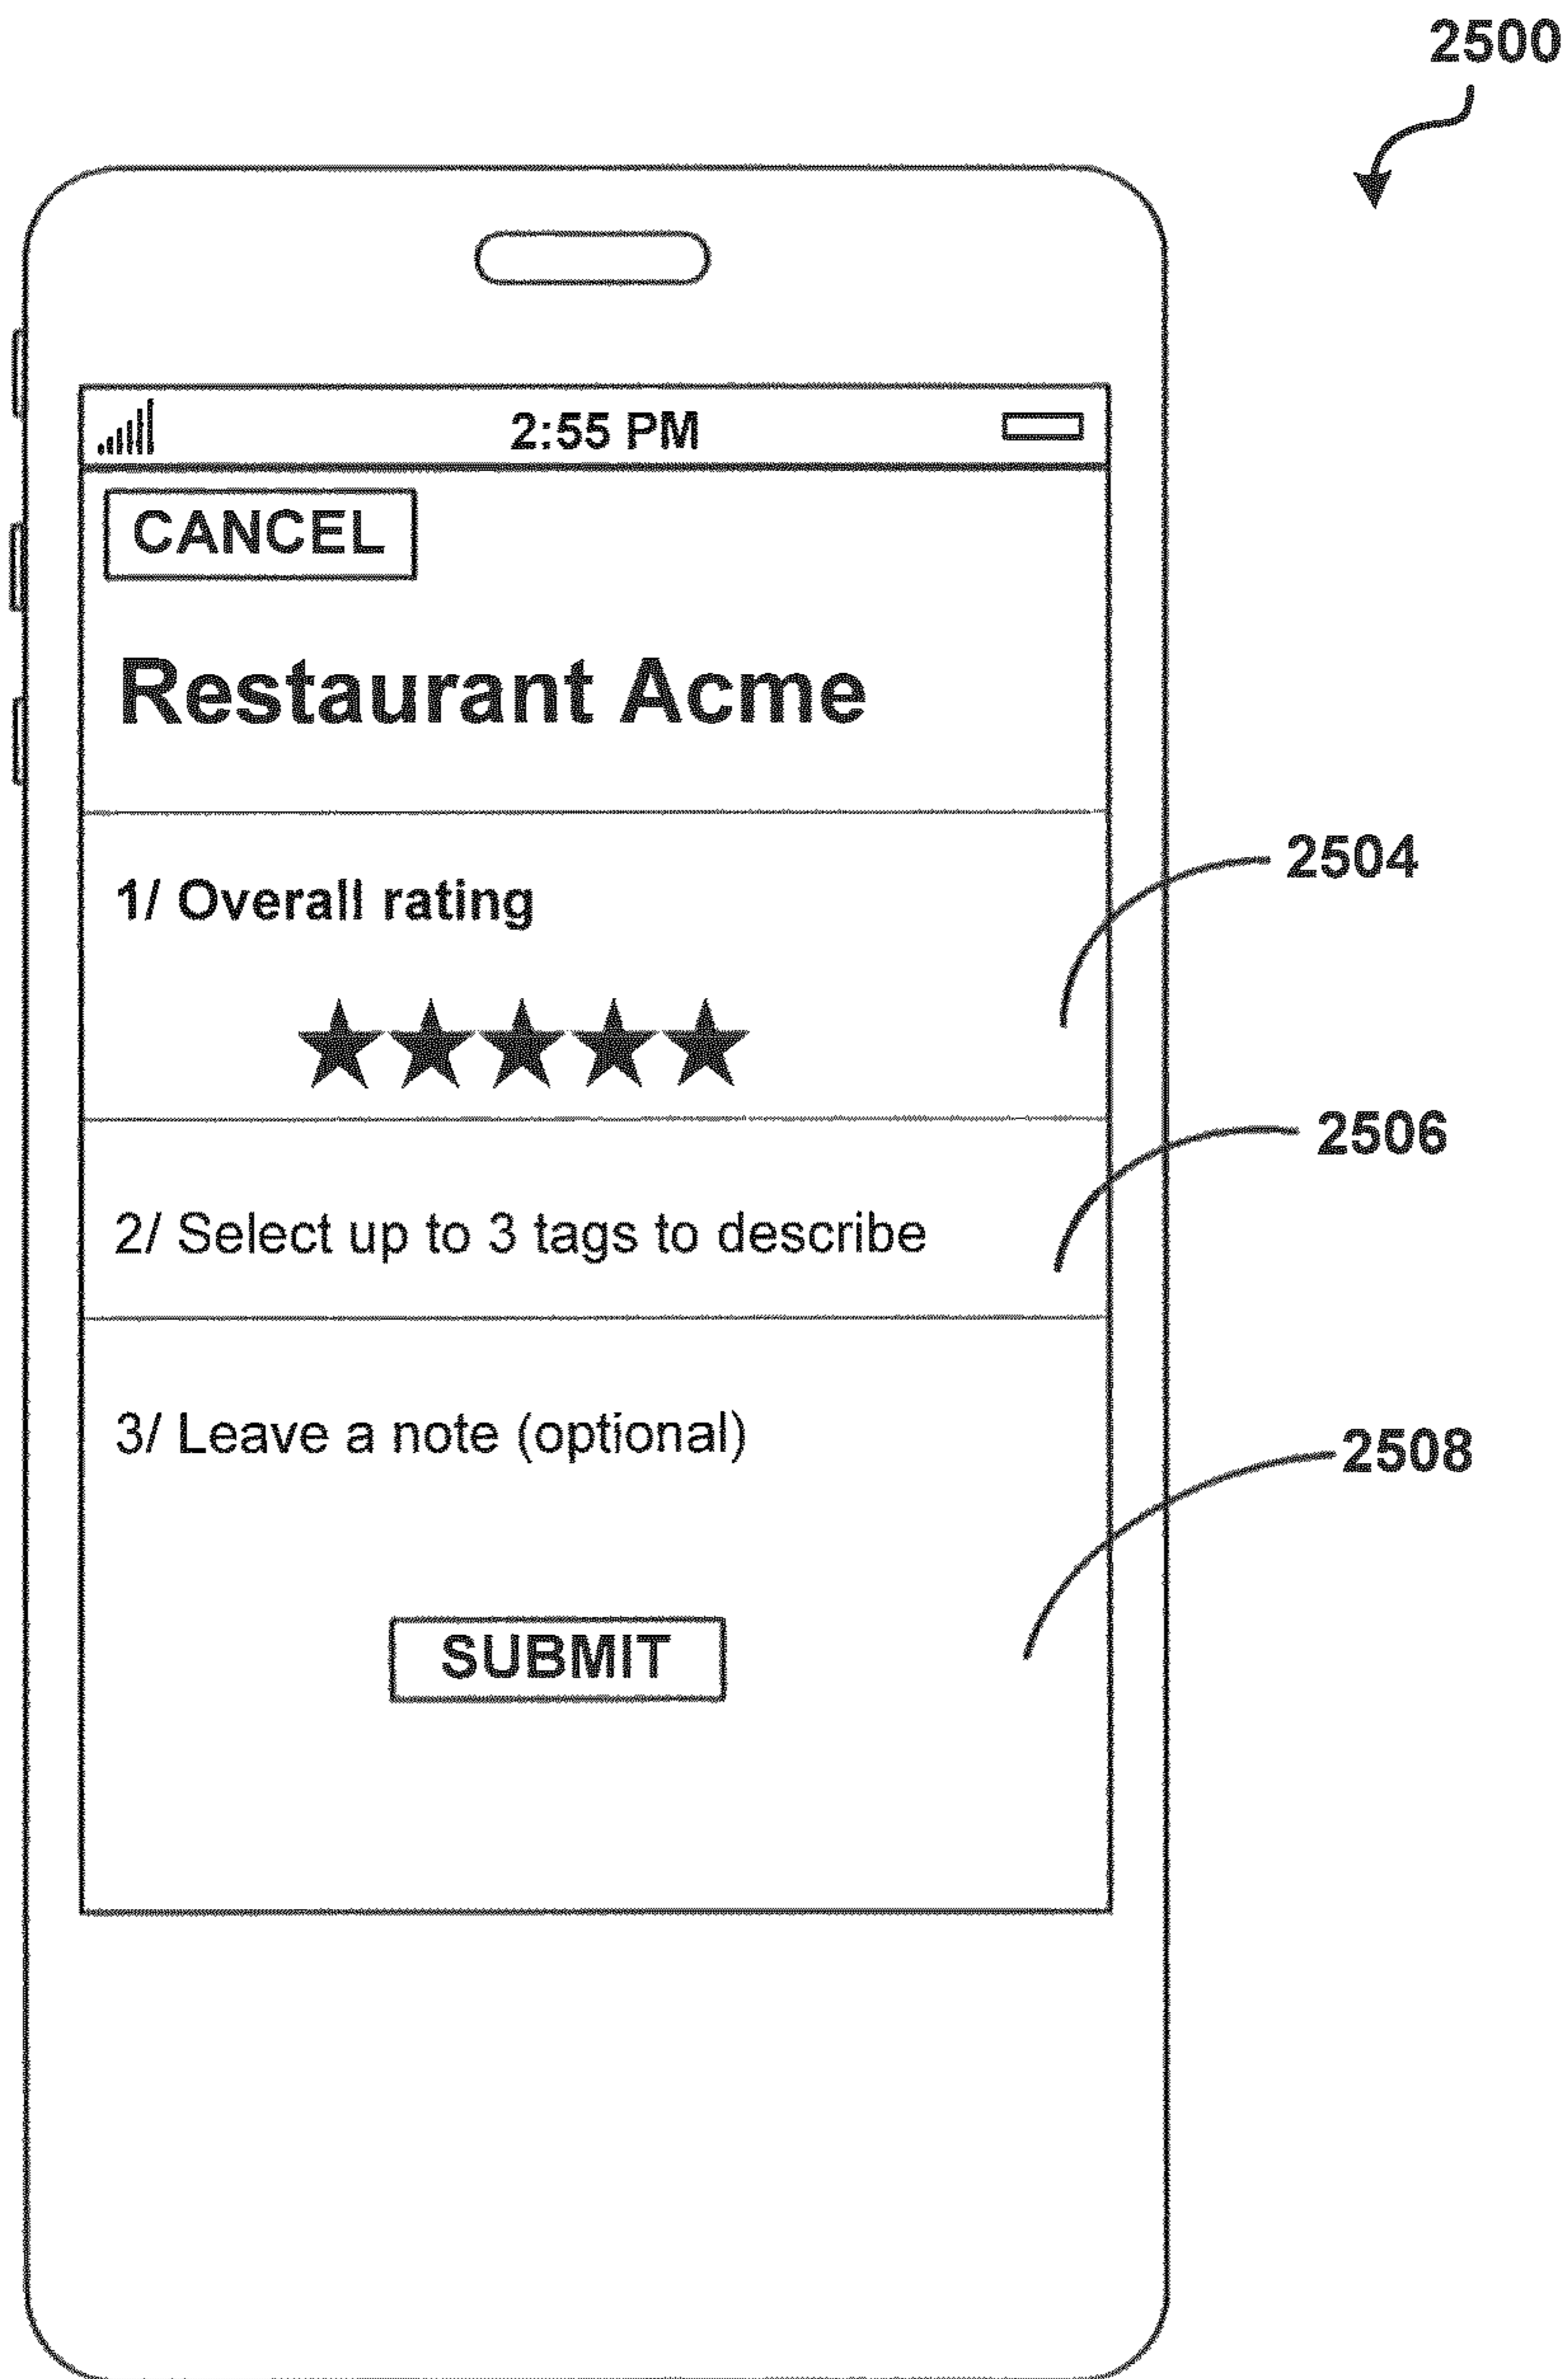 2500
2:55 PM
CANCEL
Restaurant Acme
2504
1/ Overall rating
2506
2/ Select up to 3 tags to describe
3/ Leave a note (optional)
2508
SUBMIT